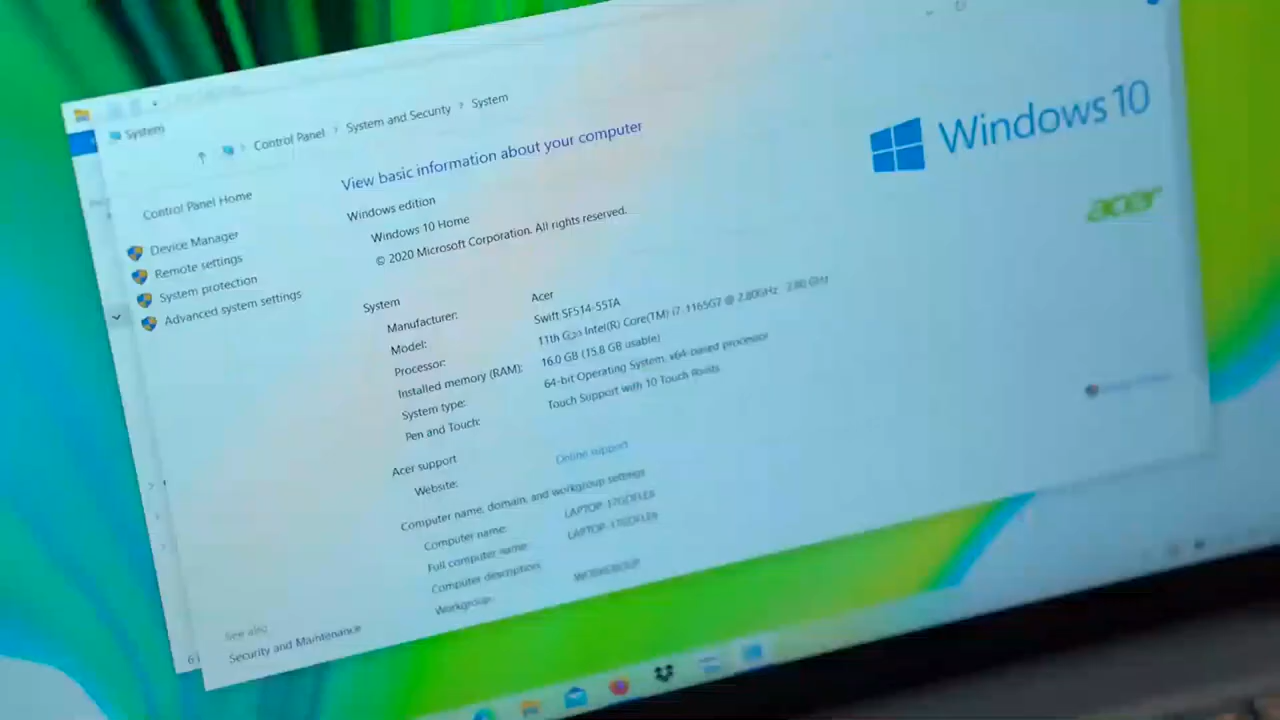 System
Control Panel > System and Security > System
Control Panel Home
Device Manager
Remote settings
System protection
Advanced system settings
View basic information about your computer
Windows edition
Windows 10 Home
© 2020 Microsoft Corporation. All rights reserved.
Windows 10
acer
System
Manufacturer: Acer
Model: Swift SF514-55TA
Processor: 11th Gen Intel(R) Core(TM) i7-1165G7 @ 2.80GHz 2.80 GHz
Installed memory (RAM): 16.0 GB (15.8 GB usable)
System type: 64-bit Operating System, x64-based processor
Pen and Touch: Touch Support with 10 Touch Points
Acer support
Website: Online support
Computer name, domain, and workgroup settings
Computer name:
Full computer name:
Computer description:
Workgroup: WORKGROUP
See also
Security and Maintenance